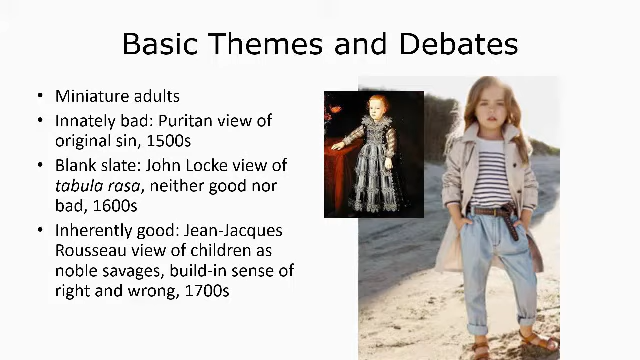 Basic Themes and Debates
• Miniature adults
• Innately bad: Puritan view of
original sin, 1500s
• Blank slate: John Locke view of
tabula rasa, neither good nor
bad, 1600s
• Inherently good: Jean-Jacques
Rousseau view of children as
noble savages, build-in sense of
right and wrong, 1700s